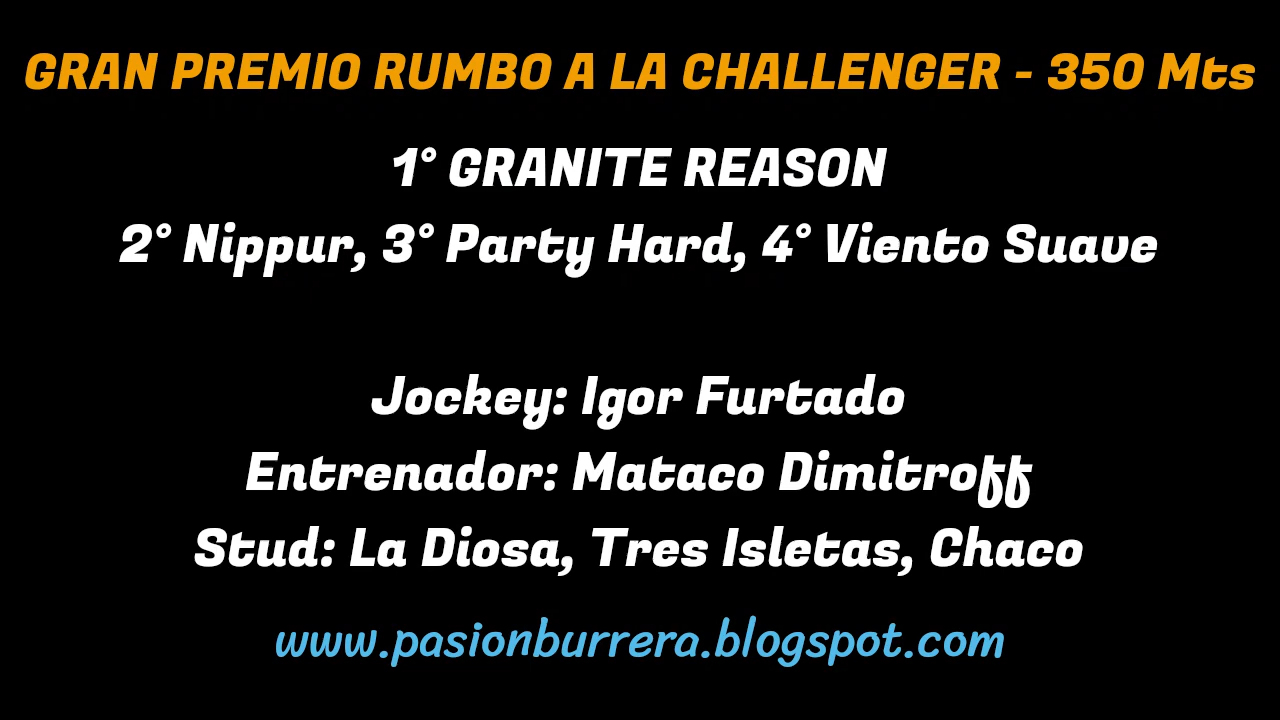 GRAN PREMIO RUMBO A LA CHALLENGER - 350 Mts
1° GRANITE REASON
2° Nippur, 3° Party Hard, 4° Viento Suave
Jockey: Igor Furtado
Entrenador: Mataco Dimitroff
Stud: La Diosa, Tres Isletas, Chaco
www.pasionburrera.blogspot.com